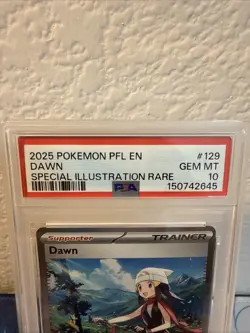 2025 POKEMON PFL EN #129
DAWN GEM MT
SPECIAL ILLUSTRATION RARE 10
PSA 150742645
Supporter TRAINER
Dawn